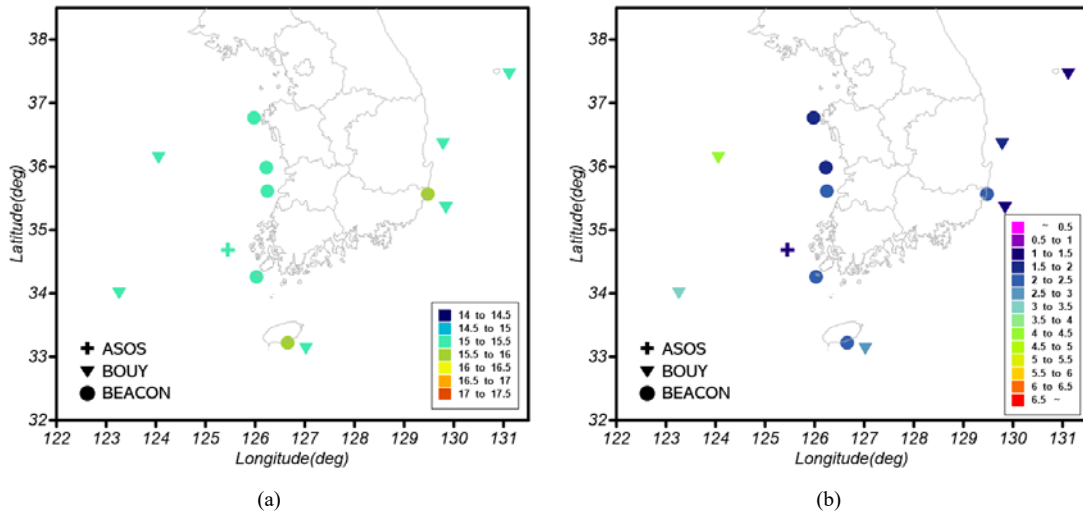 38
37
36
35
34
33
32
Latitude(deg)
122 123 124 125 126 127 128 129 130 131
Longitude(deg)
ASOS
BOUY
BEACON
14 to 14.5
14.5 to 15
15 to 15.5
15.5 to 16
16 to 16.5
16.5 to 17
17 to 17.5
(a)
38
37
36
35
34
33
32
Latitude(deg)
122 123 124 125 126 127 128 129 130 131
Longitude(deg)
ASOS
BOUY
BEACON
~ 0.5
0.5 to 1
1 to 1.5
1.5 to 2
2 to 2.5
2.5 to 3
3 to 3.5
3.5 to 4
4 to 4.5
4.5 to 5
5 to 5.5
5.5 to 6
6 to 6.5
6.5 ~
(b)